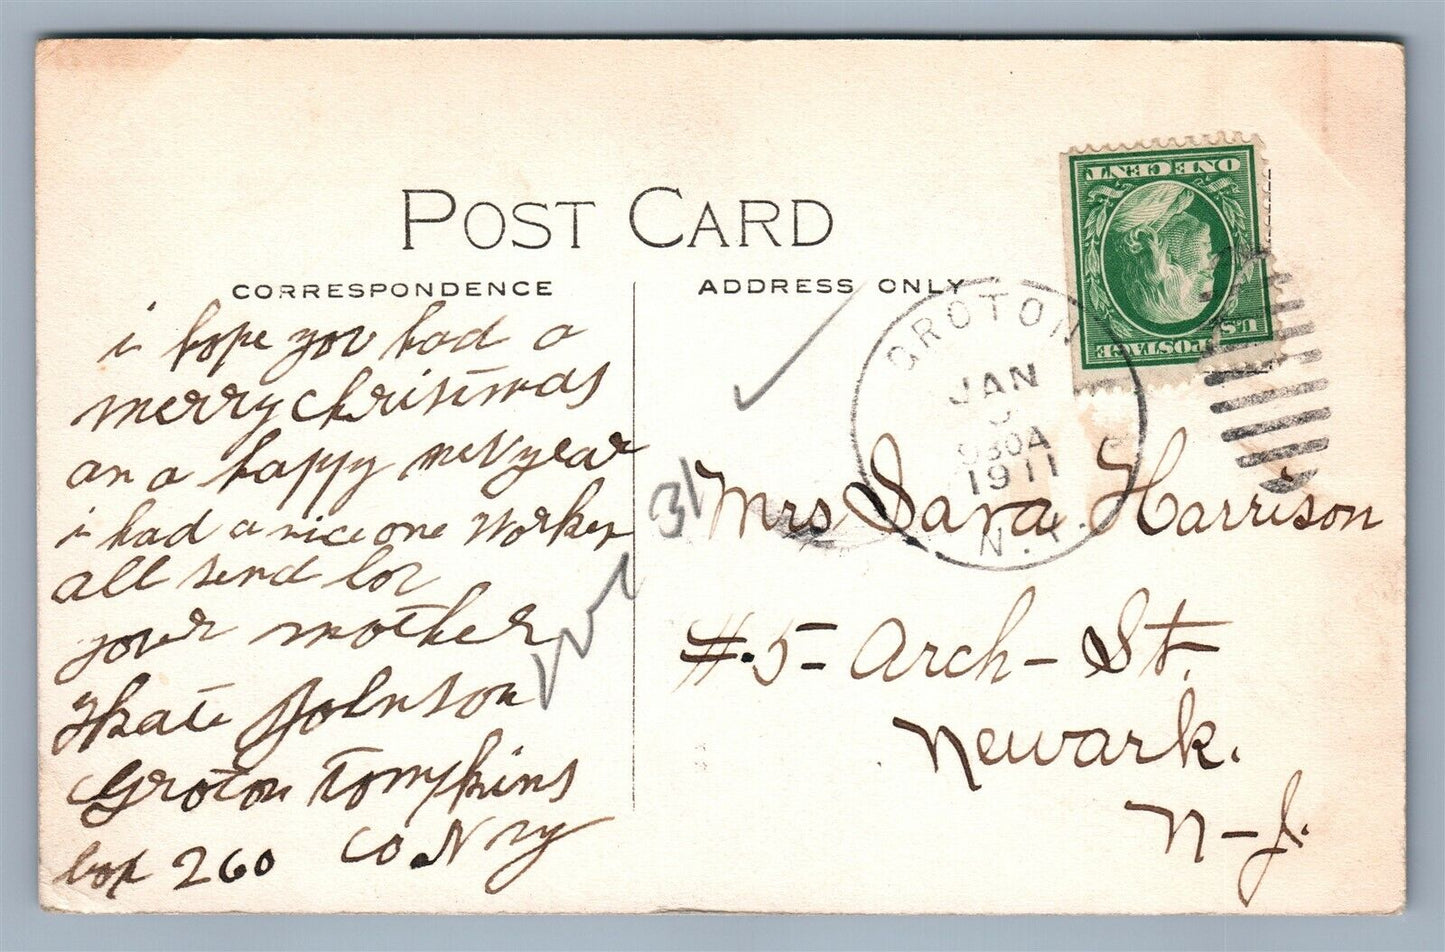 POST CARD
CORRESPONDENCE
ADDRESS ONLY
i hope you had a
merry christmas
an a happy new year
i had a nice one worker
all send lov
your mother
Kate Johnson
Groton Tompkins
Co N ny
box 260
31
GROTON
JAN
930A
1911
N.Y.
ONE CENT
U.S. POSTAGE
Mrs Sara Harrison
#.5- Arch- St.
Newark.
N-J.